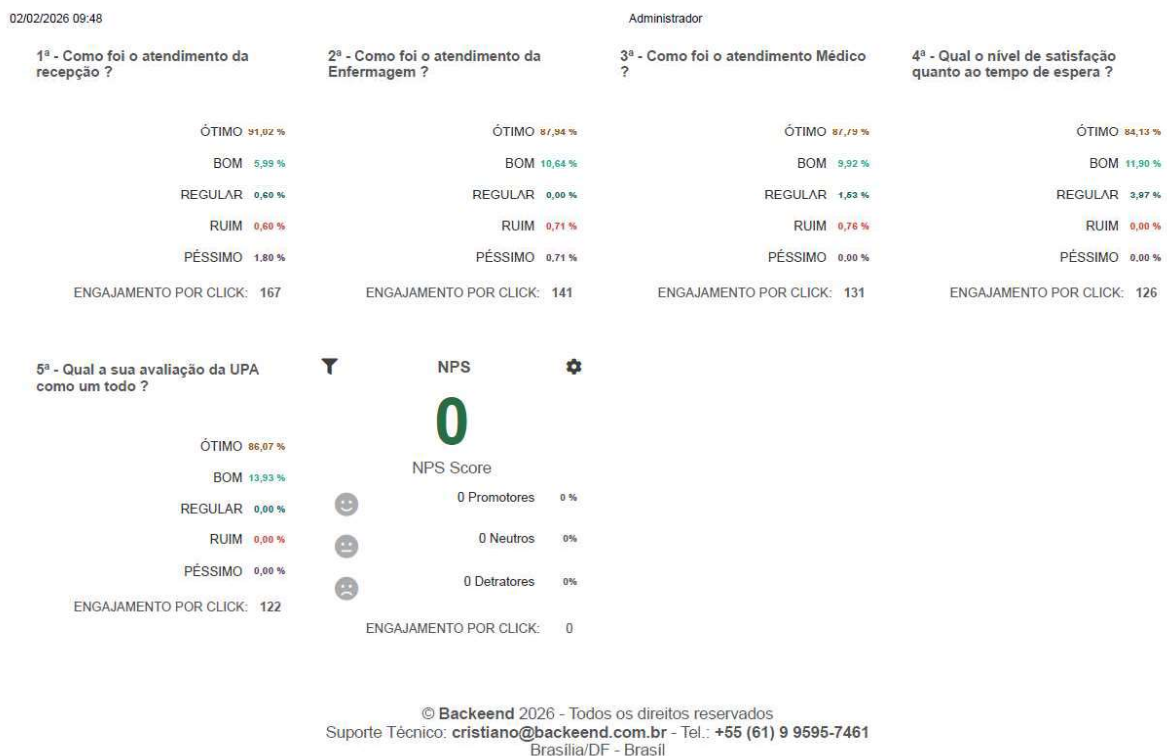 02/02/2026 09:48
Administrador
1ª - Como foi o atendimento da
recepção ?
ÓTIMO 91,02 %
BOM 5,99 %
REGULAR 0,60 %
RUIM 0,60 %
PÉSSIMO 1,80 %
ENGAJAMENTO POR CLICK: 167
2ª - Como foi o atendimento da
Enfermagem ?
ÓTIMO 87,94 %
BOM 10,64 %
REGULAR 0,00 %
RUIM 0,71 %
PÉSSIMO 0,71 %
ENGAJAMENTO POR CLICK: 141
3ª - Como foi o atendimento Médico
?
ÓTIMO 87,79 %
BOM 9,92 %
REGULAR 1,53 %
RUIM 0,76 %
PÉSSIMO 0,00 %
ENGAJAMENTO POR CLICK: 131
4ª - Qual o nível de satisfação
quanto ao tempo de espera ?
ÓTIMO 84,13 %
BOM 11,90 %
REGULAR 3,97 %
RUIM 0,00 %
PÉSSIMO 0,00 %
ENGAJAMENTO POR CLICK: 126
5ª - Qual a sua avaliação da UPA
como um todo ?
ÓTIMO 86,07 %
BOM 13,93 %
REGULAR 0,00 %
RUIM 0,00 %
PÉSSIMO 0,00 %
ENGAJAMENTO POR CLICK: 122
NPS
0
NPS Score
0 Promotores 0 %
0 Neutros 0%
0 Detratores 0%
ENGAJAMENTO POR CLICK: 0
© Backeend 2026 - Todos os direitos reservados
Suporte Técnico: cristiano@backeend.com.br - Tel.: +55 (61) 9 9595-7461
Brasília/DF - Brasil